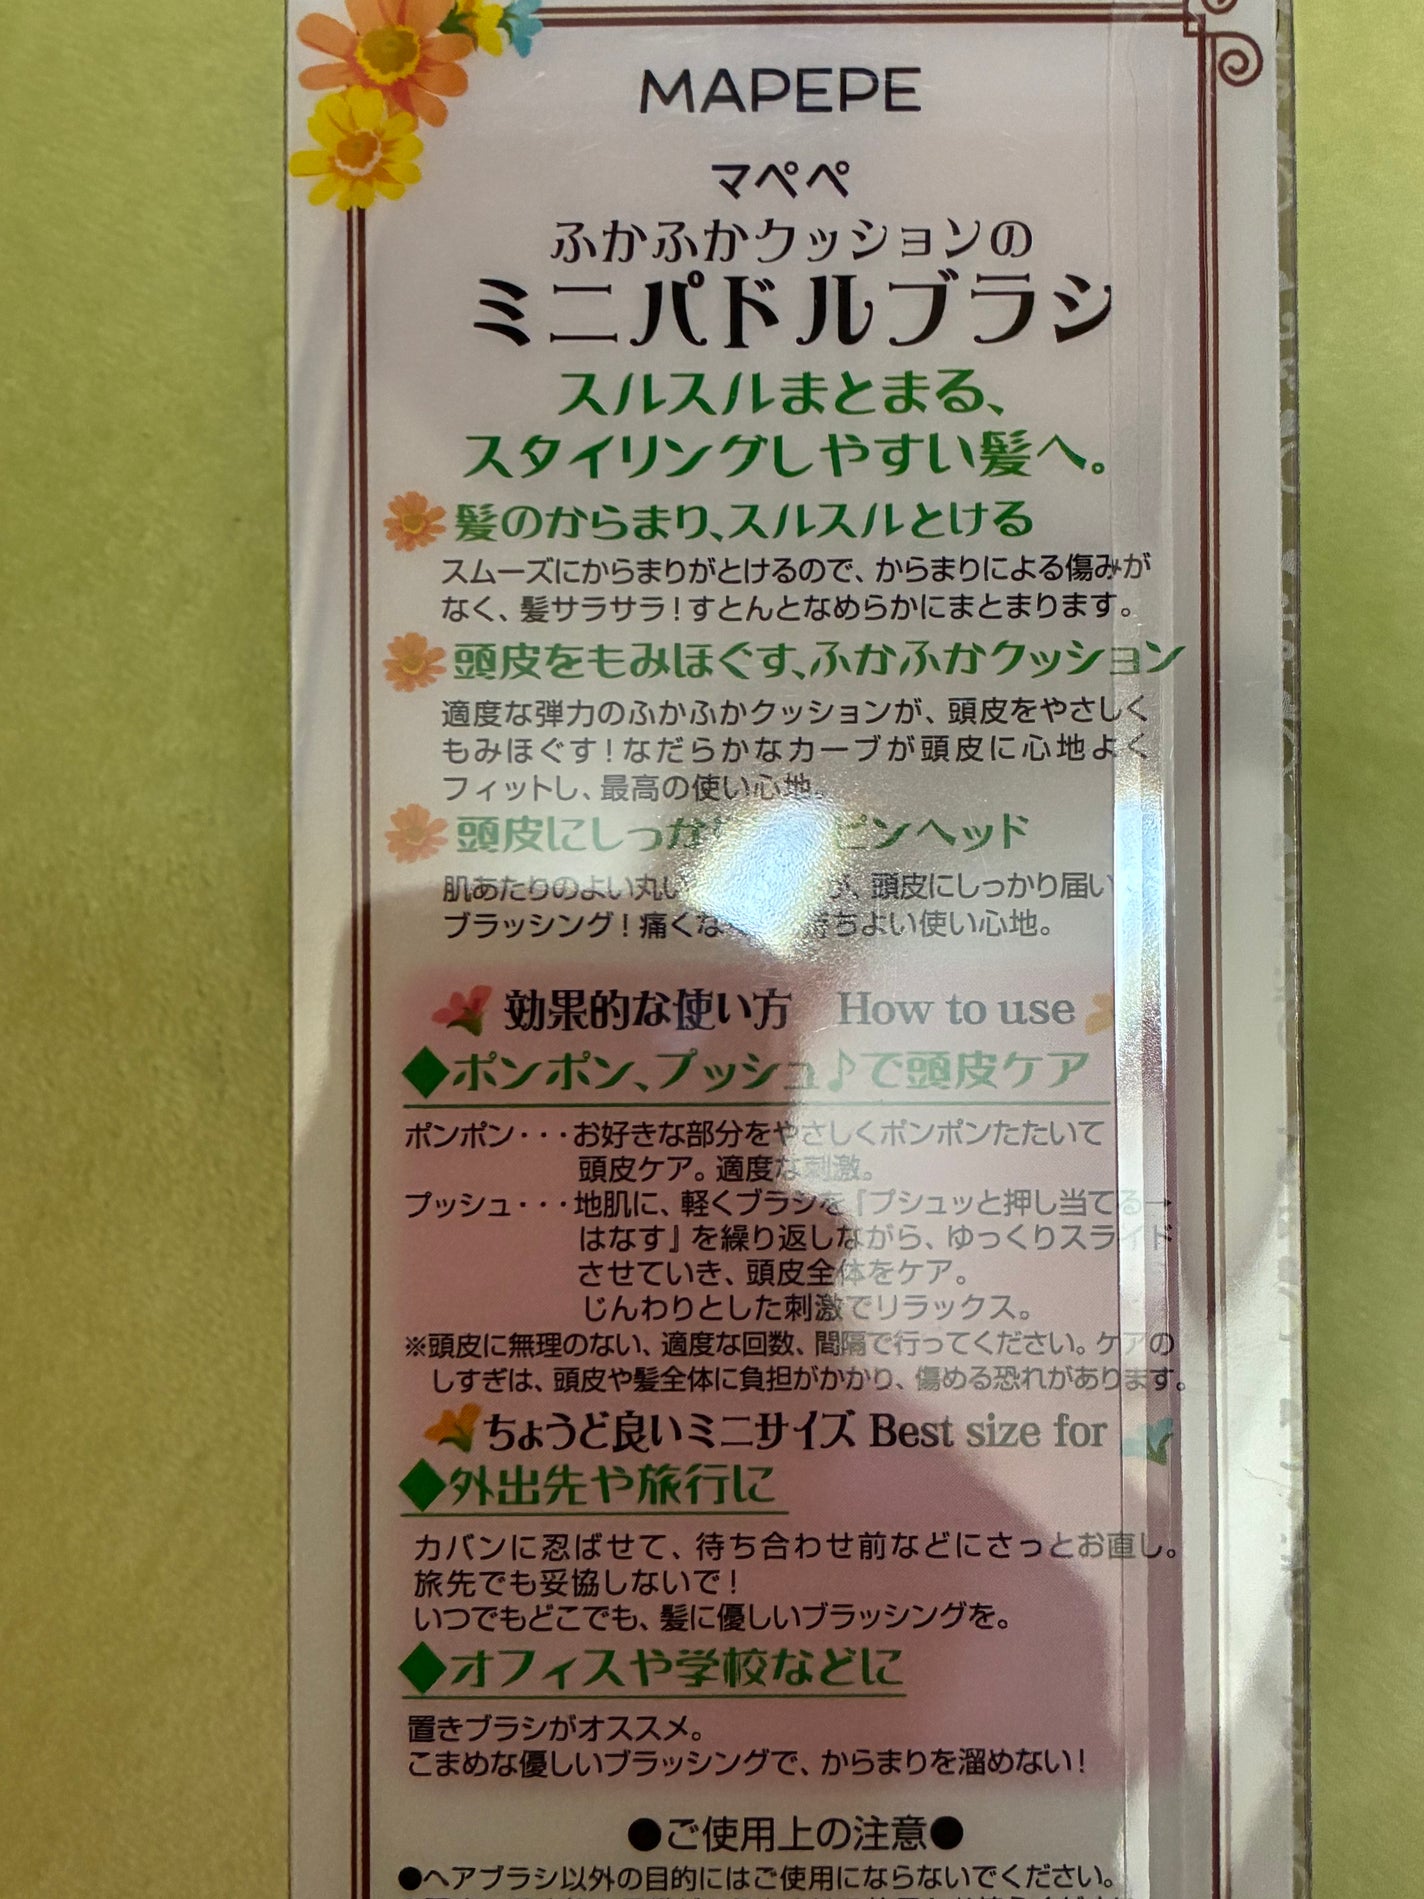 MAPEPE
マペペ
ふかふかクッションの
ミニパドルブラシ
スルスルまとまる、
スタイリングしやすい髪へ。
髪のからまり、スルスルとける
スムーズにからまりがとけるので、からまりによる傷みが
なく、髪サラサラ！すとんとなめらかにまとまります。
頭皮をもみほぐす、ふかふかクッション
適度な弾力のふかふかクッションが、頭皮をやさしく
もみほぐす！なだらかなカーブが頭皮に心地よく
フィットし、最高の使い心地。
頭皮にしっか ピンヘッド
肌あたりのよい丸い 、頭皮にしっかり届い
ブラッシング！痛くな 持ちよい使い心地。
効果的な使い方 How to use
◆ポンポン、プッシュ♪で頭皮ケア
ポンポン・・・お好きな部分をやさしくポンポンたたいて
頭皮ケア。適度な刺激。
プッシュ・・・地肌に、軽くブラシを『プシュッと押し当てる→
はなす』を繰り返しながら、ゆっくりスライド
させていき、頭皮全体をケア。
じんわりとした刺激でリラックス。
※頭皮に無理のない、適度な回数、間隔で行ってください。ケアの
しすぎは、頭皮や髪全体に負担がかかり、傷める恐れがあります。
ちょうど良いミニサイズ Best size for
◆外出先や旅行に
カバンに忍ばせて、待ち合わせ前などにさっとお直し。
旅先でも妥協しないで！
いつでもどこでも、髪に優しいブラッシングを。
◆オフィスや学校などに
置きブラシがオススメ。
こまめな優しいブラッシングで、からまりを溜めない！
●ご使用上の注意●
●ヘアブラシ以外の目的にはご使用にならないでください。